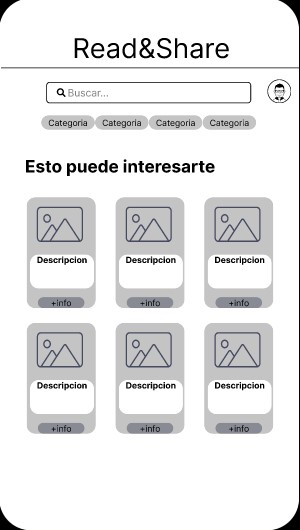 Read&Share
Buscar...
Categoria Categoria Categoria Categoria
Esto puede interesarte
Descripcion Descripcion Descripcion
+info +info +info
Descripcion Descripcion Descripcion
+info +info +info